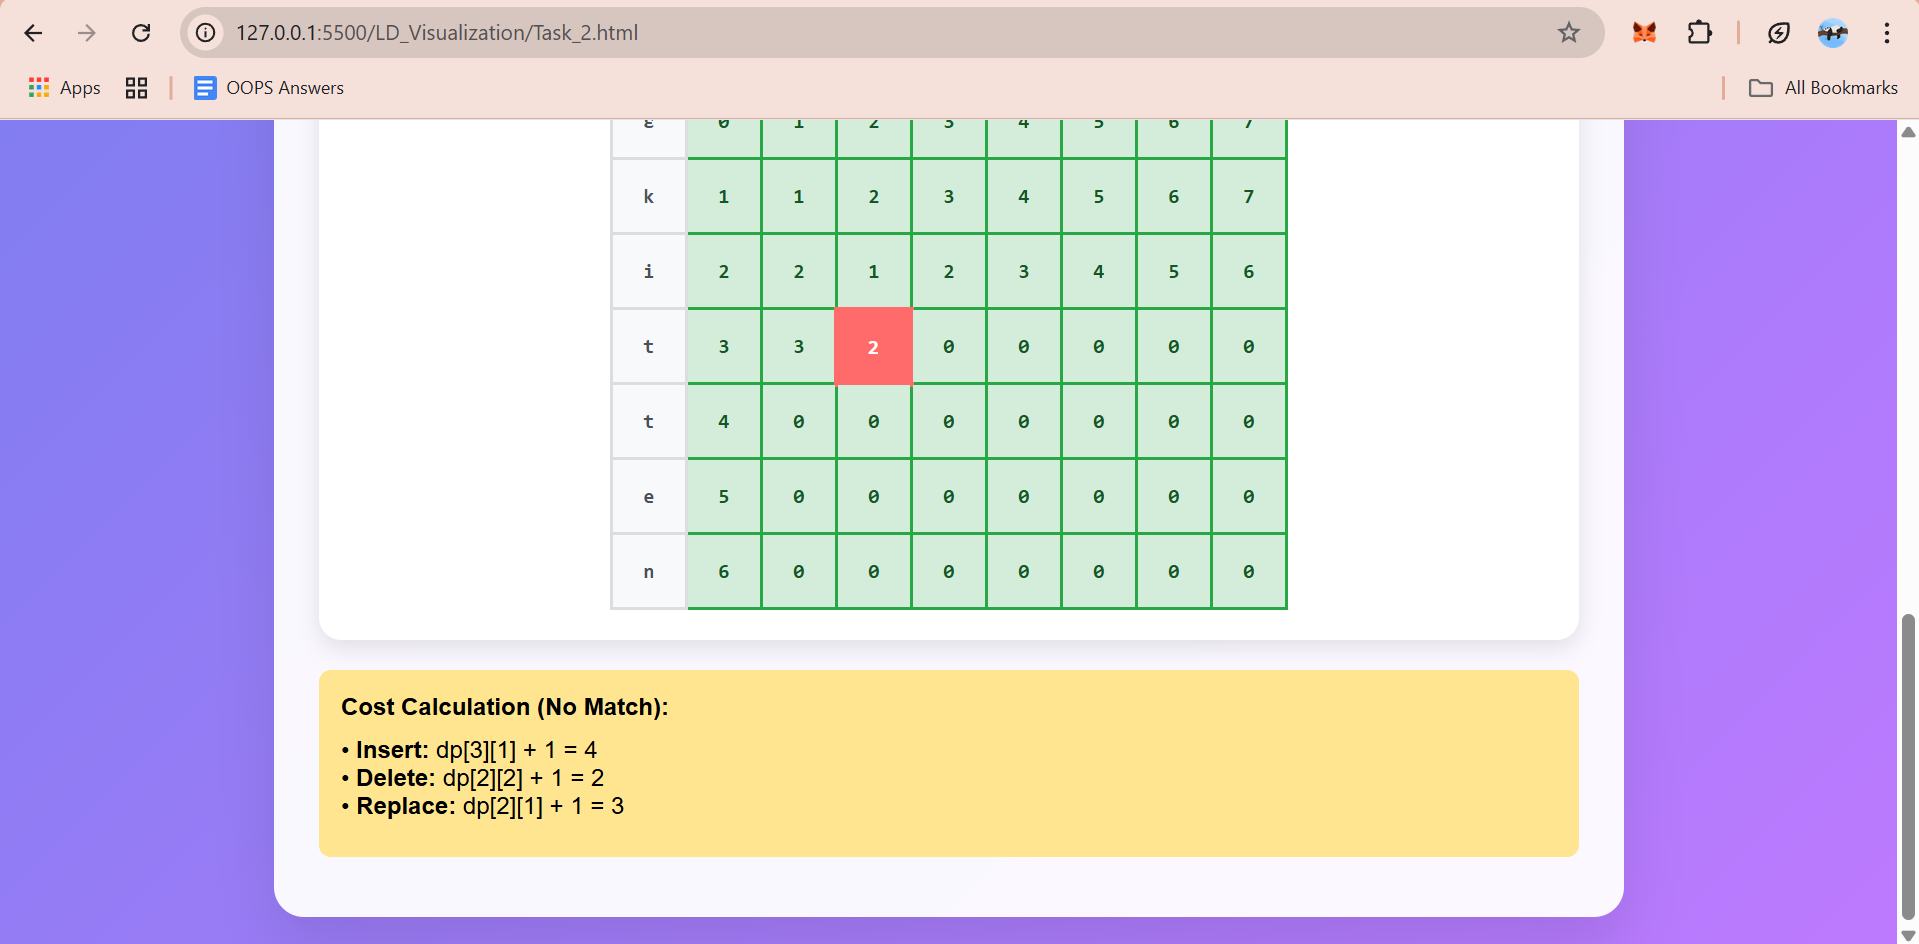 127.0.0.1:5500/LD_Visualization/Task_2.html
Apps
OOPS Answers
All Bookmarks
ε 0 1 2 3 4 5 6 7
k 1 1 2 3 4 5 6 7
i 2 2 1 2 3 4 5 6
t 3 3 2 0 0 0 0 0
t 4 0 0 0 0 0 0 0
e 5 0 0 0 0 0 0 0
n 6 0 0 0 0 0 0 0
Cost Calculation (No Match):
• Insert: dp[3][1] + 1 = 4
• Delete: dp[2][2] + 1 = 2
• Replace: dp[2][1] + 1 = 3